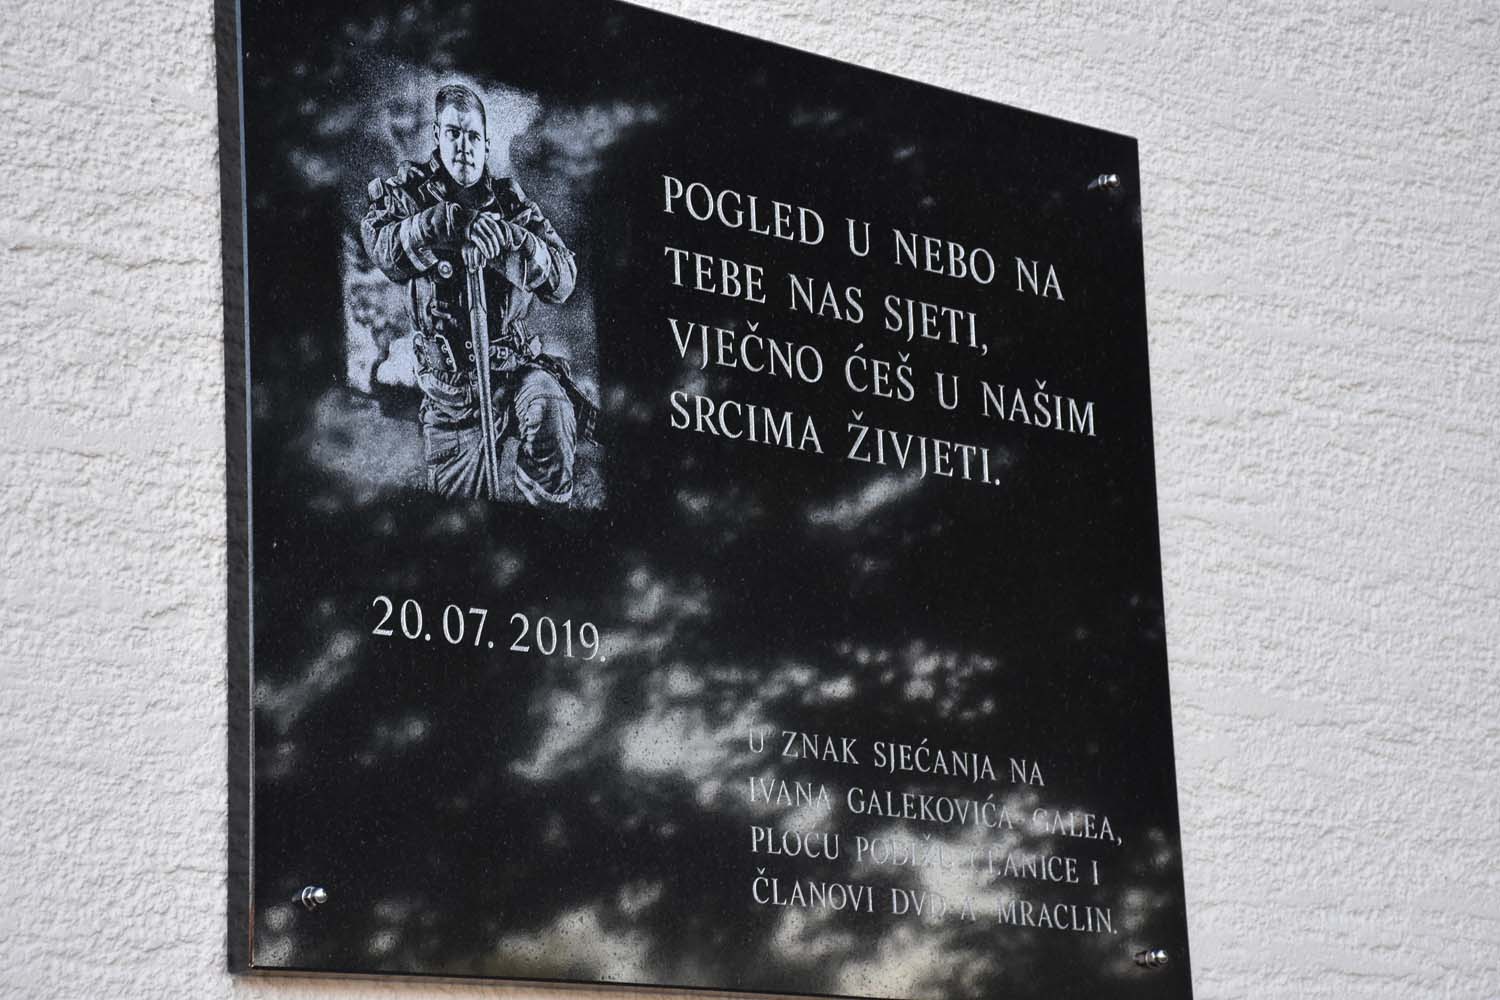 POGLED U NEBO NA
TEBE NAS SJETI,
VJEČNO ĆEŠ U NAŠIM
SRCIMA ŽIVJETI.
20. 07. 2019.
U ZNAK SJEĆANJA NA
IVANA GALEKOVIĆA GALEA,
PLOČU PODIŽU ČLANICE I
ČLANOVI DVD-A MRACLIN.